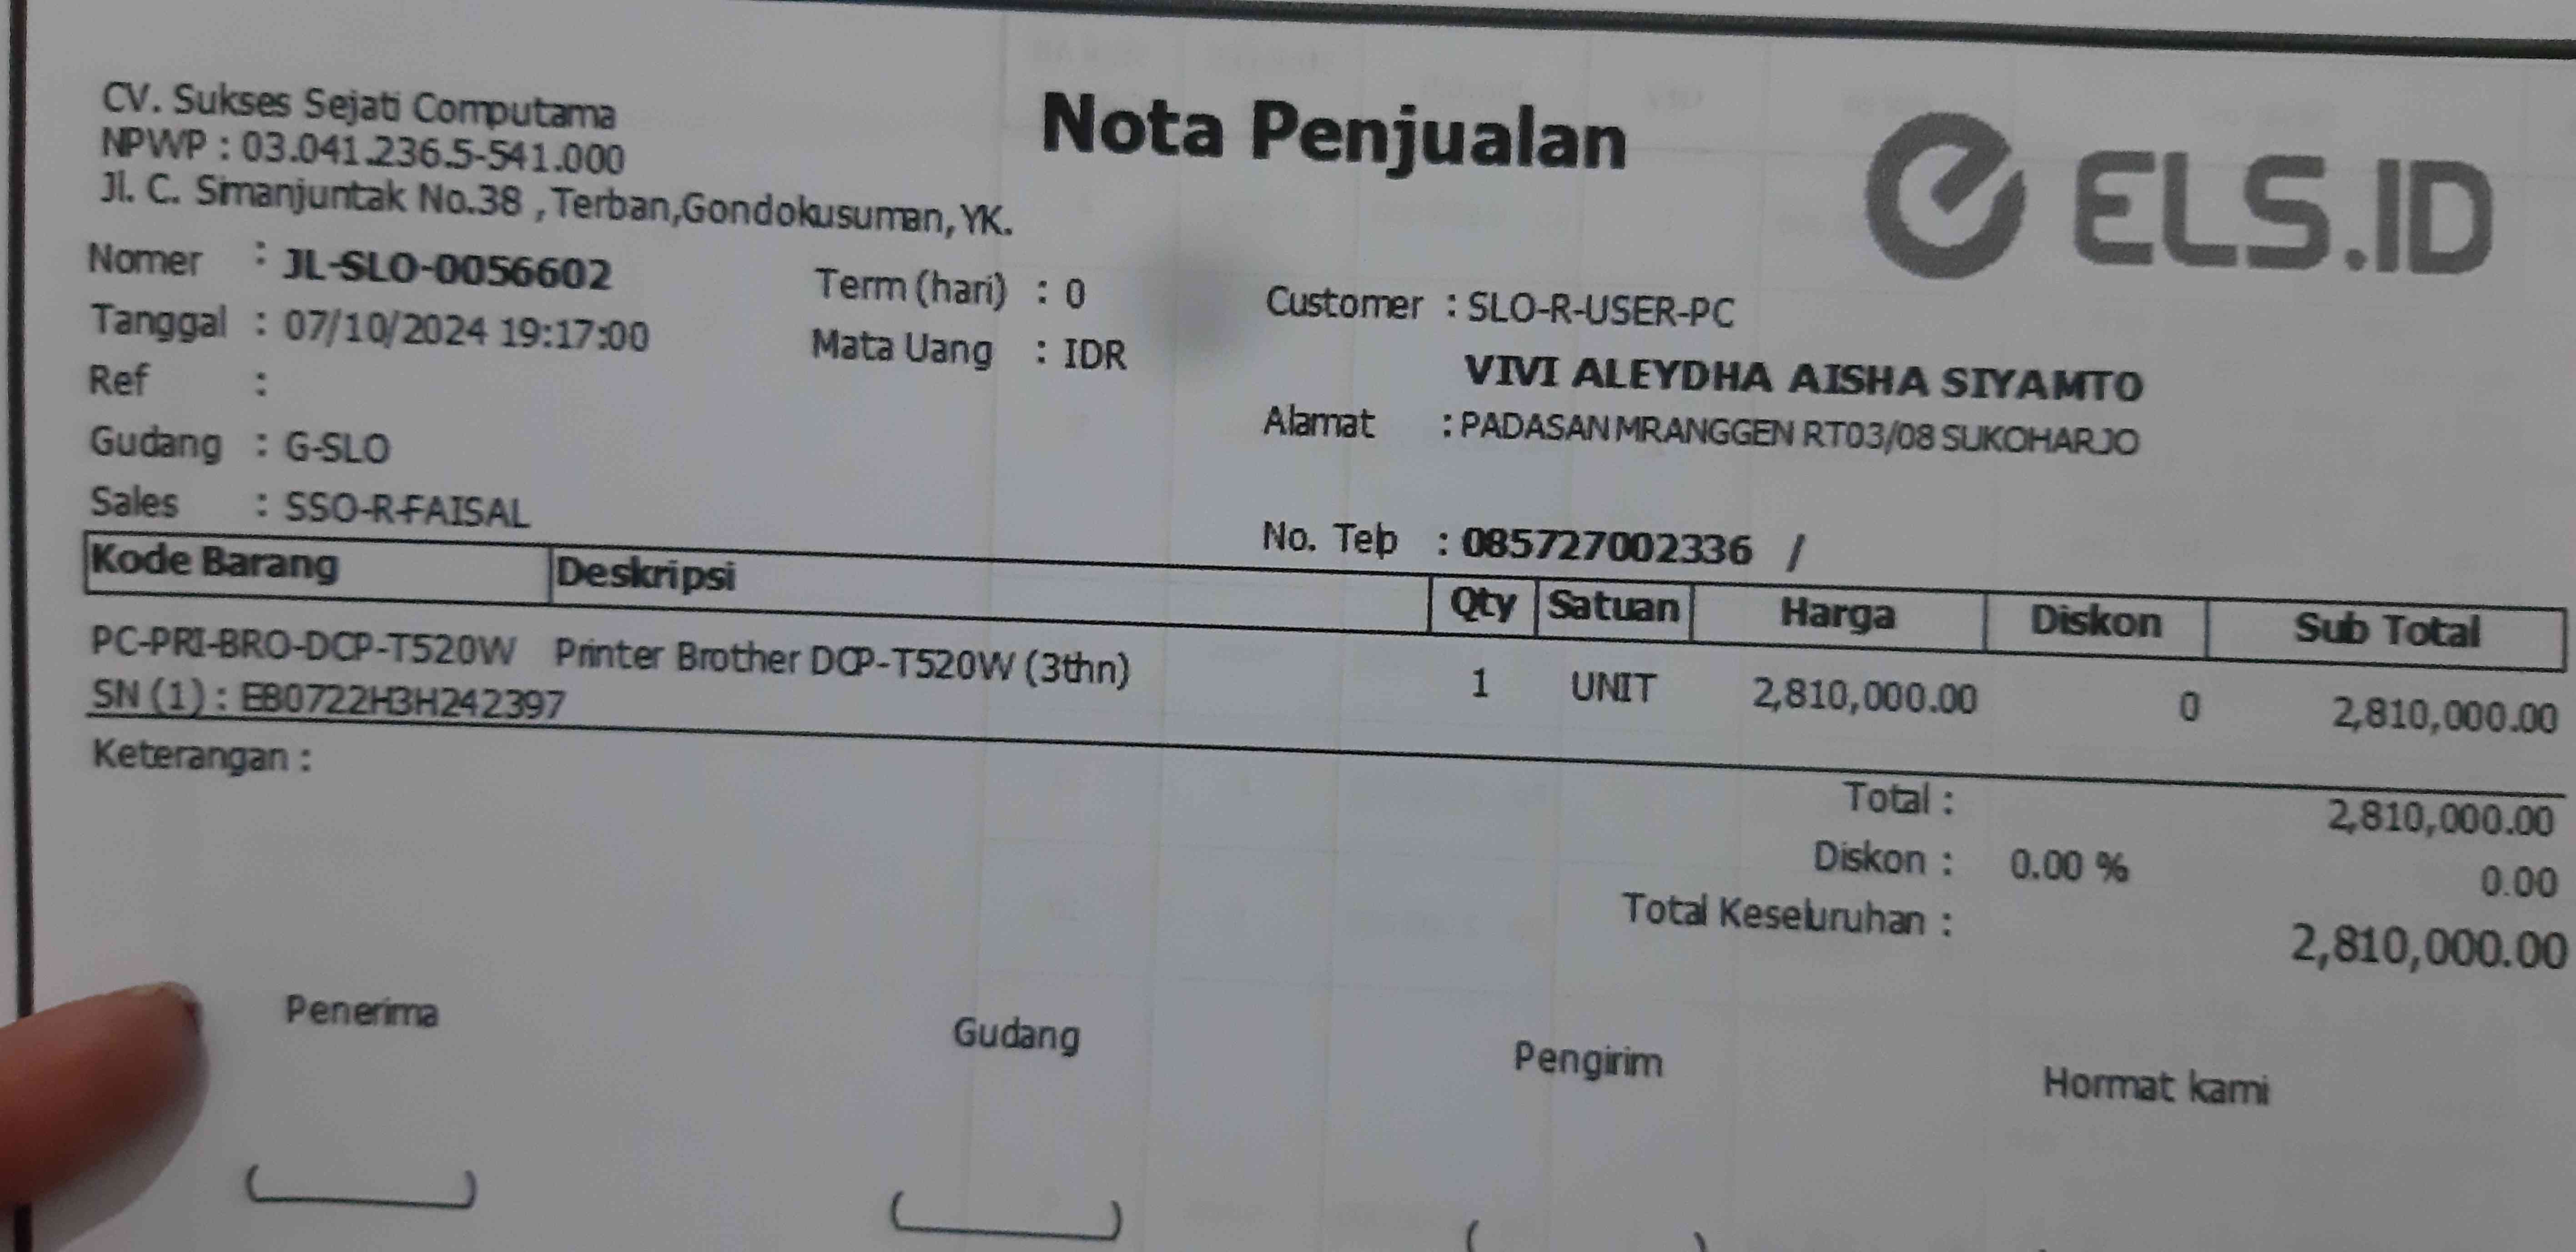 CV. Sukses Sejati Computama
NPWP : 03.041.236.5-541.000
Jl. C. Simanjuntak No.38 ,Terban,Gondokusuman, YK.
Nota Penjualan
ELS.ID
Nomer : JL-SLO-0056602
Tanggal : 07/10/2024 19:17:00
Ref :
Gudang : G-SLO
Sales : SSO-R-FAISAL
Term (hari) : 0
Mata Uang : IDR
Customer : SLO-R-USER-PC
VIVI ALEYDHA AISHA SIYAMTO
Alamat : PADASAN MRANGGEN RT03/08 SUKOHARJO
No. Telp : 085727002336 /
Kode Barang Deskripsi Qty Satuan Harga Diskon Sub Total
PC-PRI-BRO-DCP-T520W Printer Brother DCP-T520W (3thn) 1 UNIT 2,810,000.00 0 2,810,000.00
SN (1) : E80722H3H242397
Keterangan :
Total : 2,810,000.00
Diskon : 0.00 % 0.00
Total Keseluruhan : 2,810,000.00
Penerima Gudang Pengirim Hormat kami